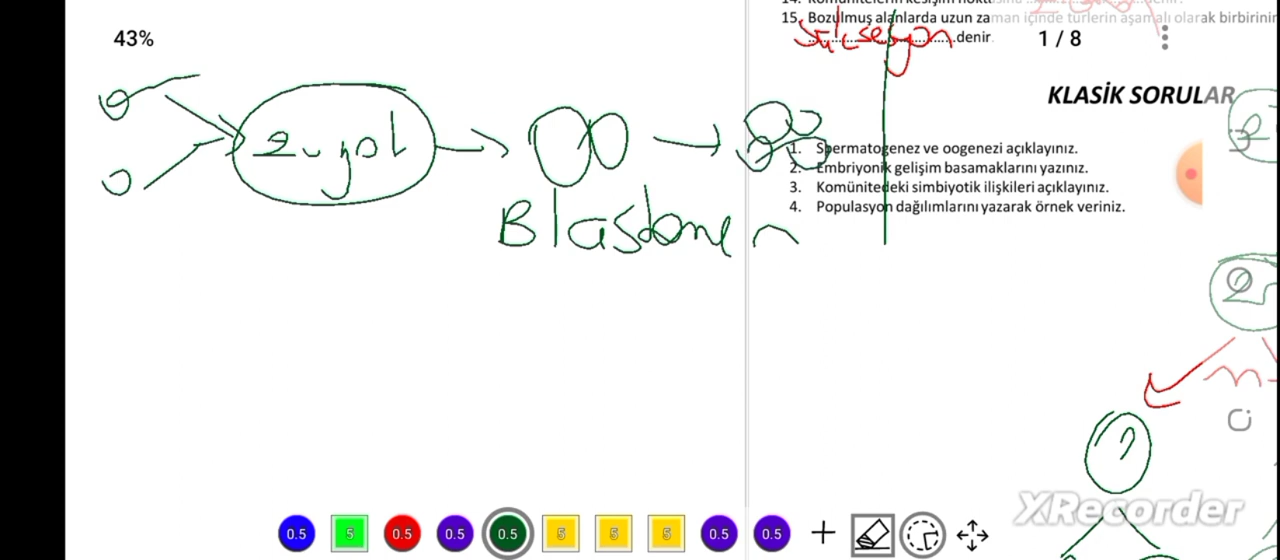 43%
15. Bozulmuş alanlarda uzun zaman içinde türlerin aşamalı olarak birbirinin
süksesyon denir.
1 / 8
KLASİK SORULAR
1. Spermatogenez ve oogenezi açıklayınız.
2. Embriyonik gelişim basamaklarını yazınız.
3. Komünitedeki simbiyotik ilişkileri açıklayınız.
4. Populasyon dağılımlarını yazarak örnek veriniz.
zigot
Blastomer
2n
n
0.5 5 0.5 0.5 0.5 5 5 5 0.5 0.5
XRecorder